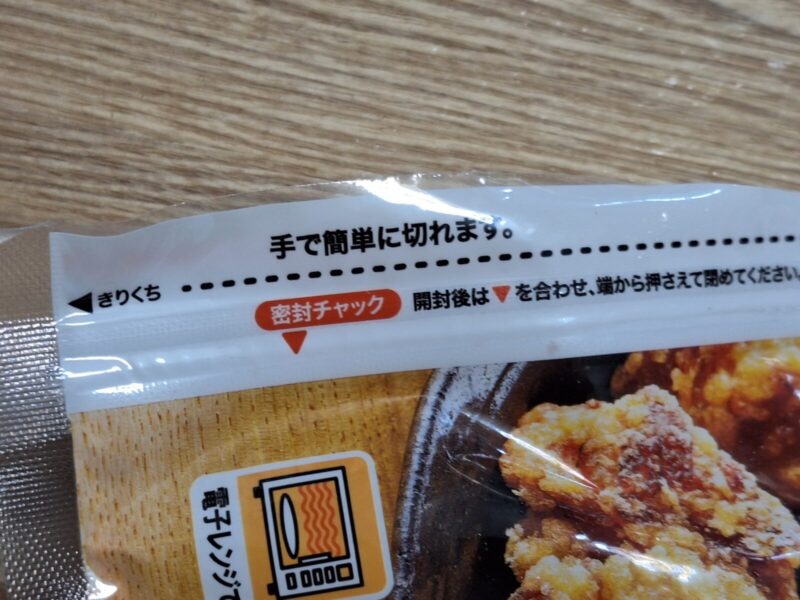 手で簡単に切れます。
◀きりくち
密封チャック 開封後は▼を合わせ、端から押さえて閉めてください。
電子レンジで